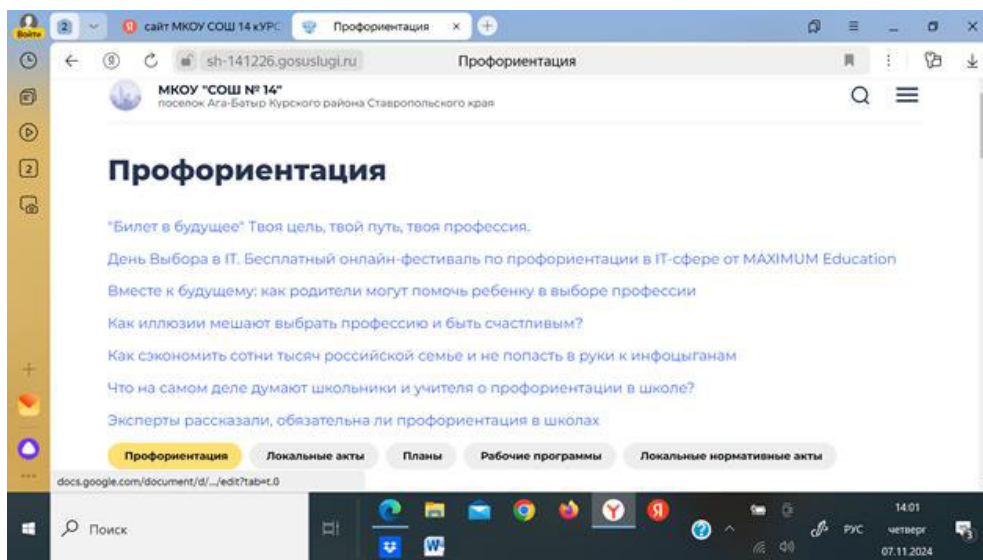 Войти
2
сайт МКОУ СОШ 14 кУРС
Профориентация
sh-141226.gosuslugi.ru
Профориентация
МКОУ "СОШ № 14"
поселок Ага-Батыр Курского района Ставропольского края
2
Профориентация
"Билет в будущее" Твоя цель, твой путь, твоя профессия.
День Выбора в IT. Бесплатный онлайн-фестиваль по профориентации в IT-сфере от MAXIMUM Education
Вместе к будущему: как родители могут помочь ребенку в выборе профессии
Как иллюзии мешают выбрать профессию и быть счастливым?
Как сэкономить сотни тысяч российской семье и не попасть в руки к инфоцыганам
Что на самом деле думают школьники и учителя о профориентации в школе?
Эксперты рассказали, обязательна ли профориентация в школах
Профориентация Локальные акты Планы Рабочие программы Локальные нормативные акты
docs.google.com/document/d/.../edit?tab=t.0
Поиск
РУС
14:01
четверг
07.11.2024
3